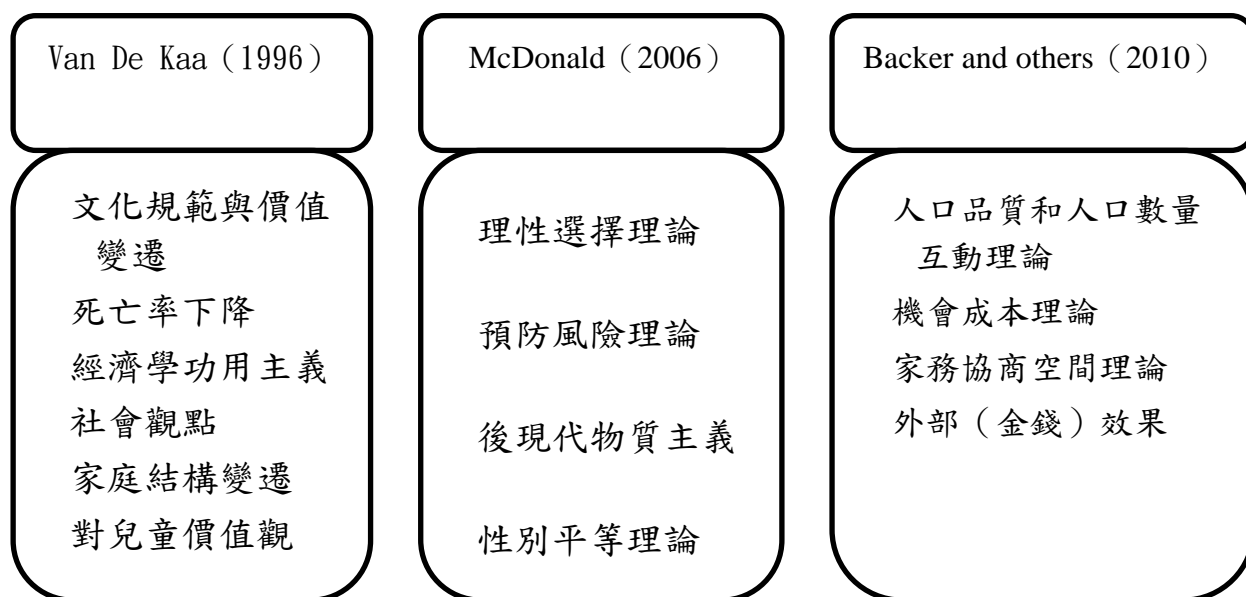 Van De Kaa（1996）
文化規範與價值
變遷
死亡率下降
經濟學功用主義
社會觀點
家庭結構變遷
對兒童價值觀
McDonald（2006）
理性選擇理論
預防風險理論
後現代物質主義
性別平等理論
Backer and others（2010）
人口品質和人口數量
互動理論
機會成本理論
家務協商空間理論
外部（金錢）效果